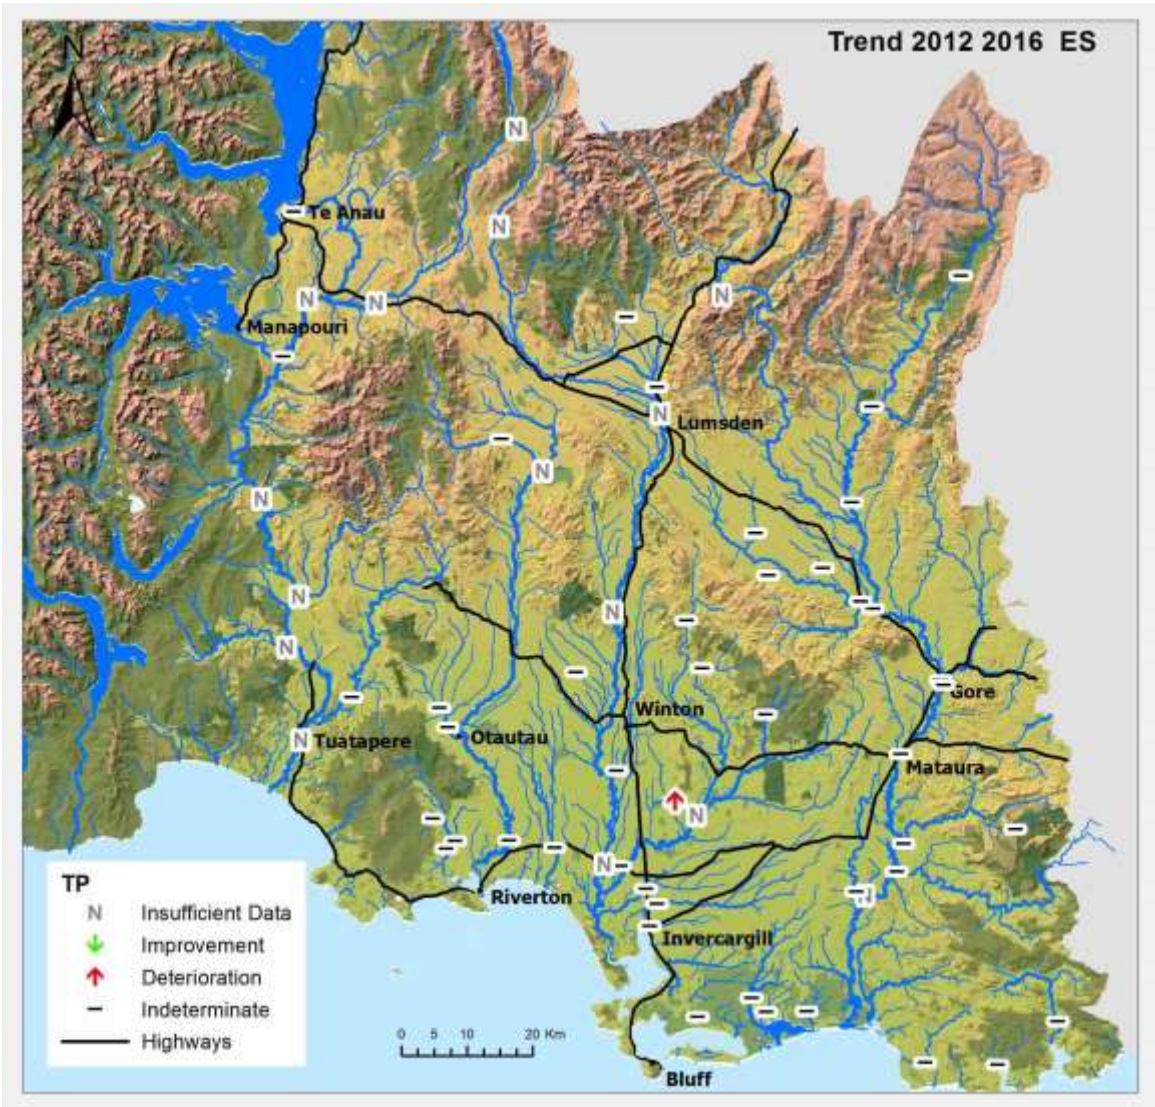 Trend 2012 2016 ES
N
N
Te Anau
N
N
N
N
Manapouri
N
Lumsden
N
N
N
N
N
Gore
Winton
Otautau
N
Tuatapere
Mataura
N
N
Riverton
Invercargill
Bluff
TP
N Insufficient Data
Improvement
Deterioration
Indeterminate
Highways
0 5 10 20 Km